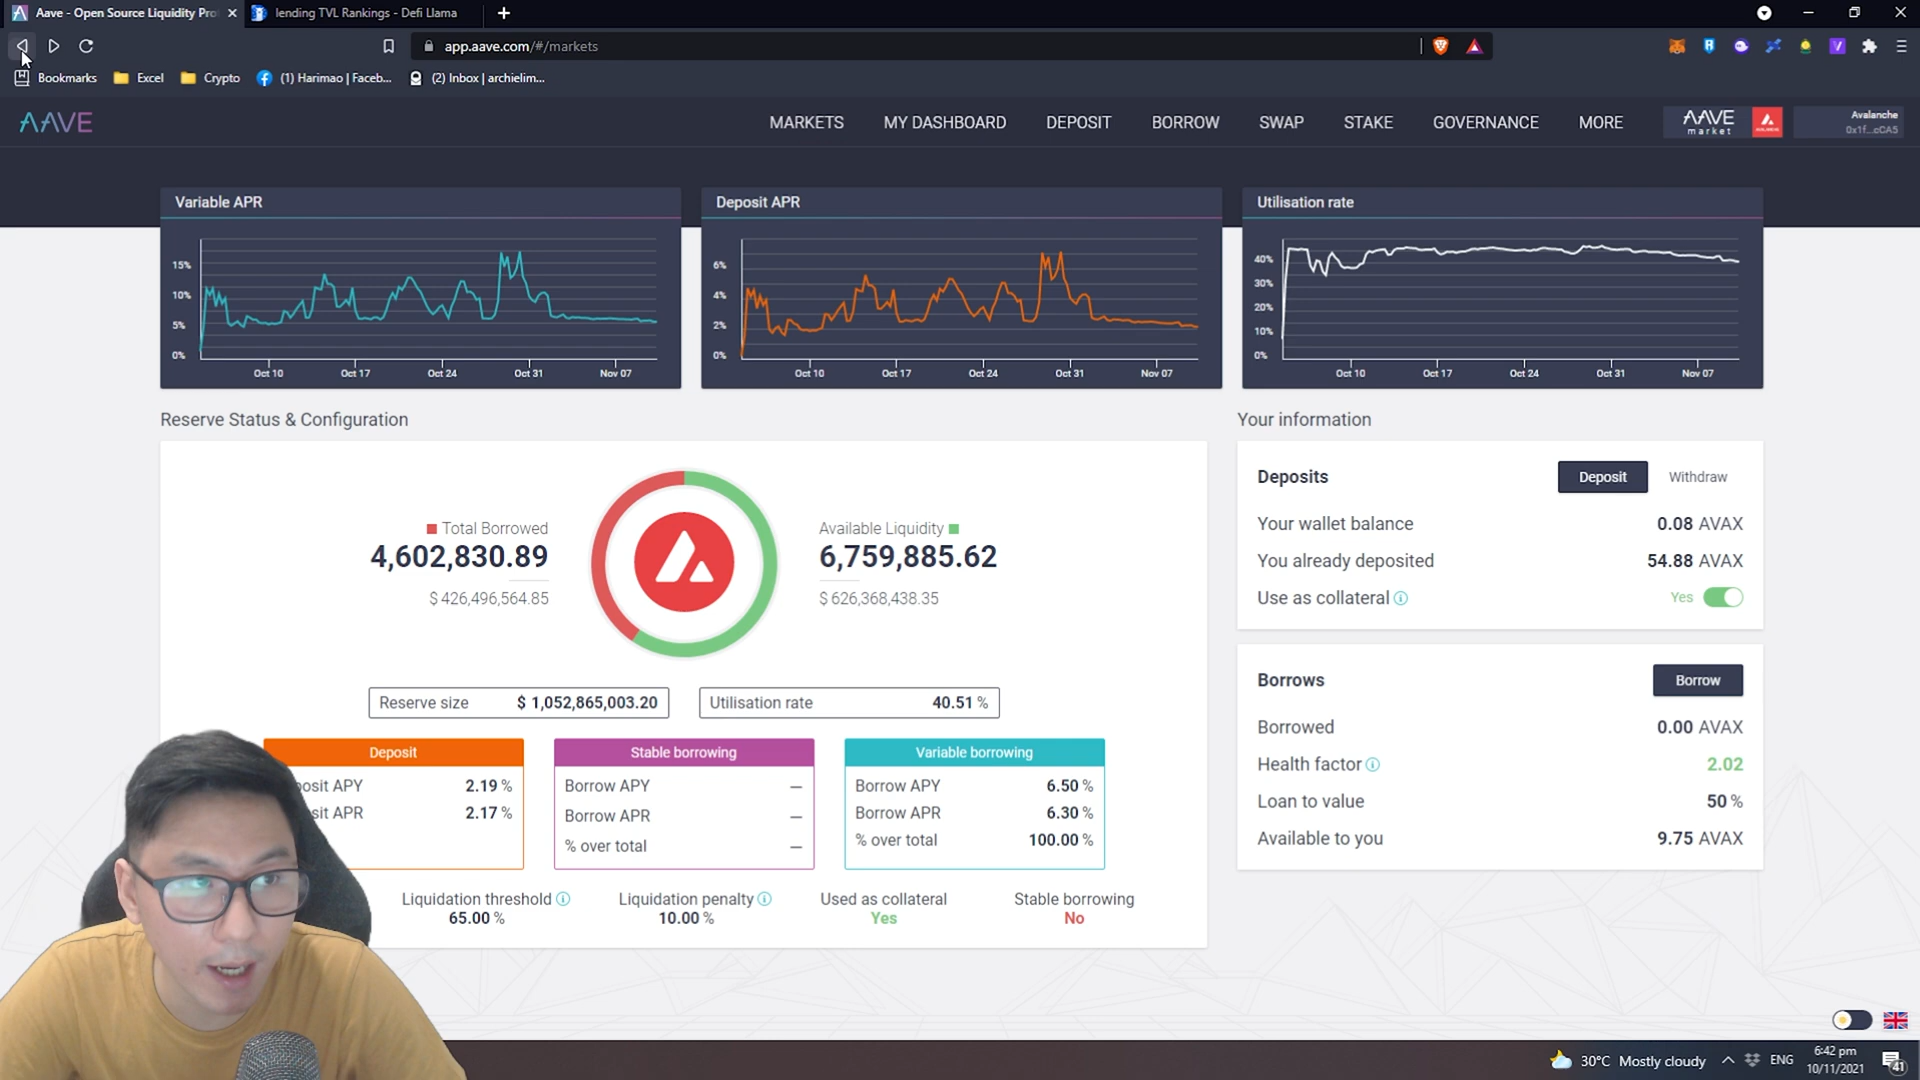 Aave - Open Source Liquidity Pro
lending TVL Rankings - Defi Llama
app.aave.com/#/markets
Bookmarks
Excel
Crypto
(1) Harimao | Faceb...
(2) Inbox | archielim...
AAVE
MARKETS
MY DASHBOARD
DEPOSIT
BORROW
SWAP
STAKE
GOVERNANCE
MORE
AAVE
market
Avalanche
0x1f...cCA5
Variable APR
15%
10%
5%
0%
Oct 10 Oct 17 Oct 24 Oct 31 Nov 07
Deposit APR
6%
4%
2%
0%
Oct 10 Oct 17 Oct 24 Oct 31 Nov 07
Utilisation rate
40%
30%
20%
10%
0%
Oct 10 Oct 17 Oct 24 Oct 31 Nov 07
Reserve Status & Configuration
Total Borrowed
4,602,830.89
$ 426,496,564.85
Available Liquidity
6,759,885.62
$ 626,368,438.35
Reserve size $ 1,052,865,003.20
Utilisation rate 40.51 %
Deposit
posit APY 2.19 %
sit APR 2.17 %
Stable borrowing
Borrow APY —
Borrow APR —
% over total —
Variable borrowing
Borrow APY 6.50 %
Borrow APR 6.30 %
% over total 100.00 %
Liquidation threshold
65.00 %
Liquidation penalty
10.00 %
Used as collateral
Yes
Stable borrowing
No
Your information
Deposits
Deposit
Withdraw
Your wallet balance 0.08 AVAX
You already deposited 54.88 AVAX
Use as collateral Yes
Borrows
Borrow
Borrowed 0.00 AVAX
Health factor 2.02
Loan to value 50 %
Available to you 9.75 AVAX
30°C Mostly cloudy
ENG
6:42 pm
10/11/2021
41